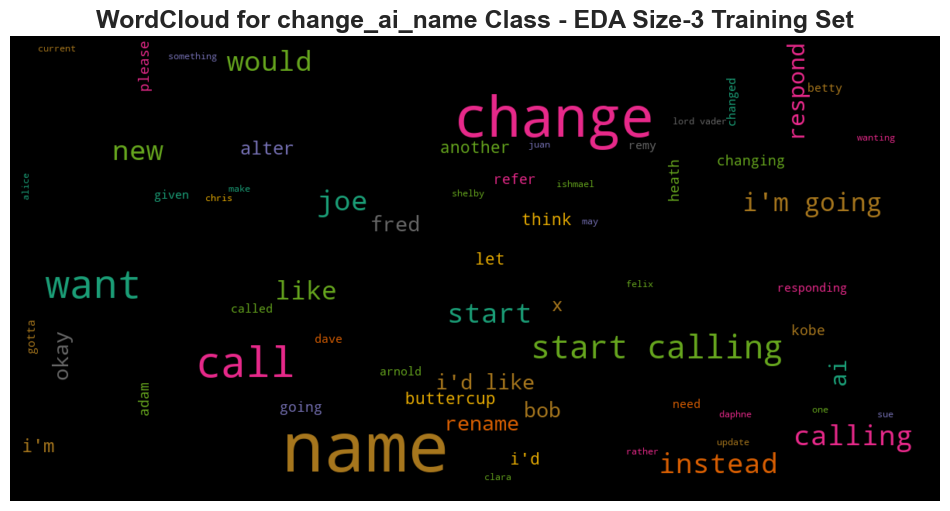 WordCloud for change_ai_name Class - EDA Size-3 Training Set
current
please
something
would
change
respond
changed
betty
lord vader
wanting
new
alter
another
juan
remy
changing
alice
given
chris
make
joe
fred
shelby
refer
ishmael
heath
i'm going
think
may
let
want
like
called
start
x
felix
responding
gotta
okay
dave
call
start calling
kobe
ai
arnold
i'd like
adam
going
buttercup
bob
rename
need
daphne
one
sue
calling
i'm
name
i'd
clara
rather
update
instead